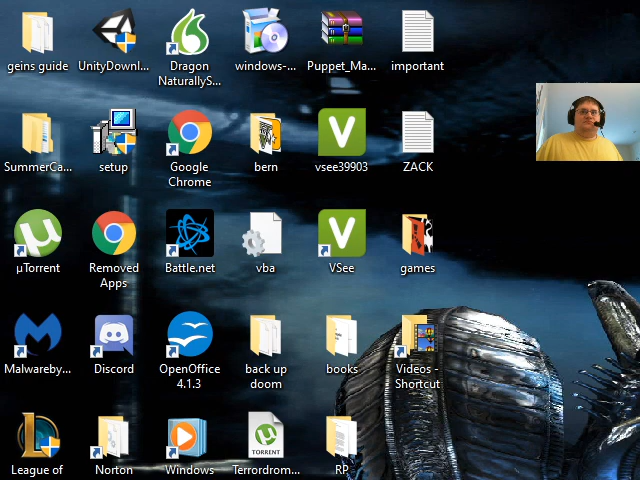 geins guide
UnityDownl...
Dragon
NaturallyS...
windows-...
Puppet_Ma...
important
SummerCa...
setup
Google
Chrome
bern
vsee39903
ZACK
µTorrent
Removed
Apps
Battle.net
vba
VSee
games
Malwareby...
Discord
OpenOffice
4.1.3
back up
doom
books
Videos -
Shortcut
TORRENT
League of
Norton
Windows
Terrordrom...
RP